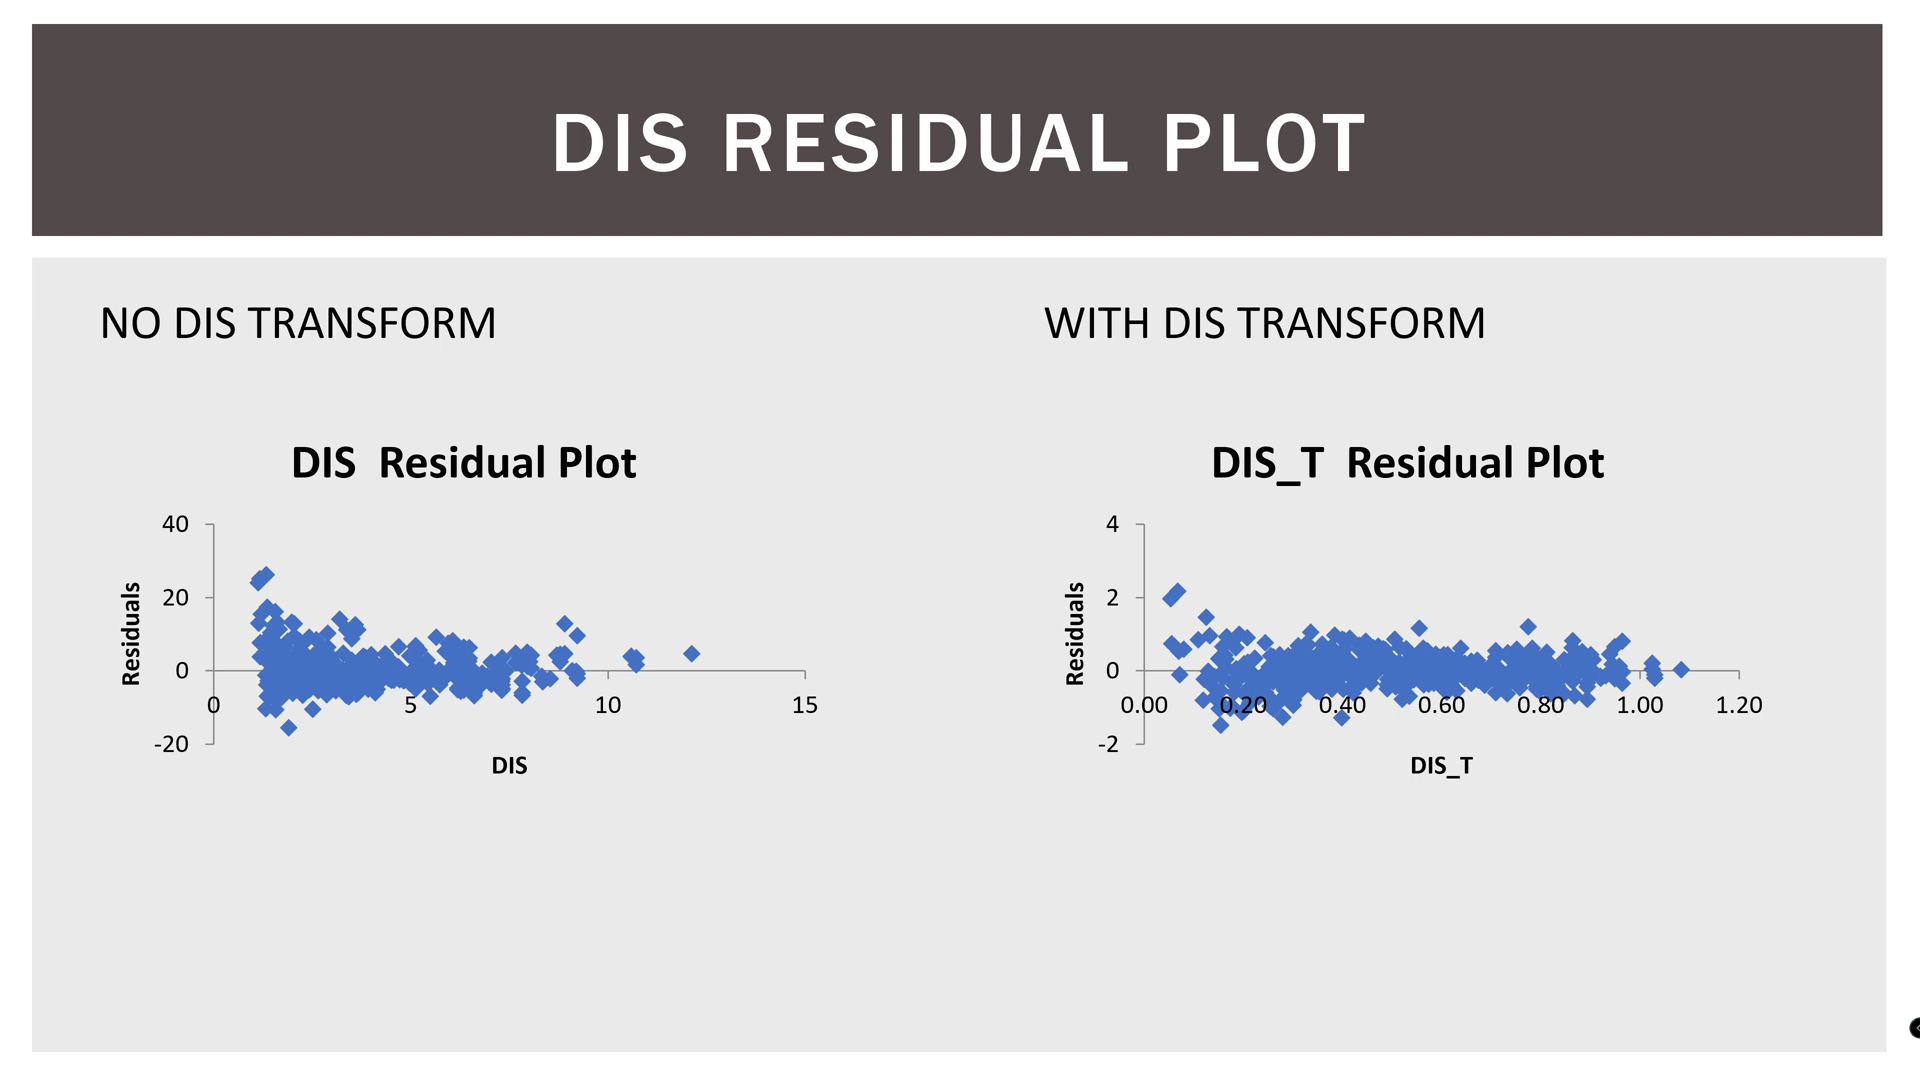 DIS RESIDUAL PLOT
NO DIS TRANSFORM
WITH DIS TRANSFORM
DIS Residual Plot
40
20
0
-20
0
5
10
15
Residuals
DIS
DIS_T Residual Plot
4
2
0
-2
0.00
0.20
0.40
0.60
0.80
1.00
1.20
Residuals
DIS_T